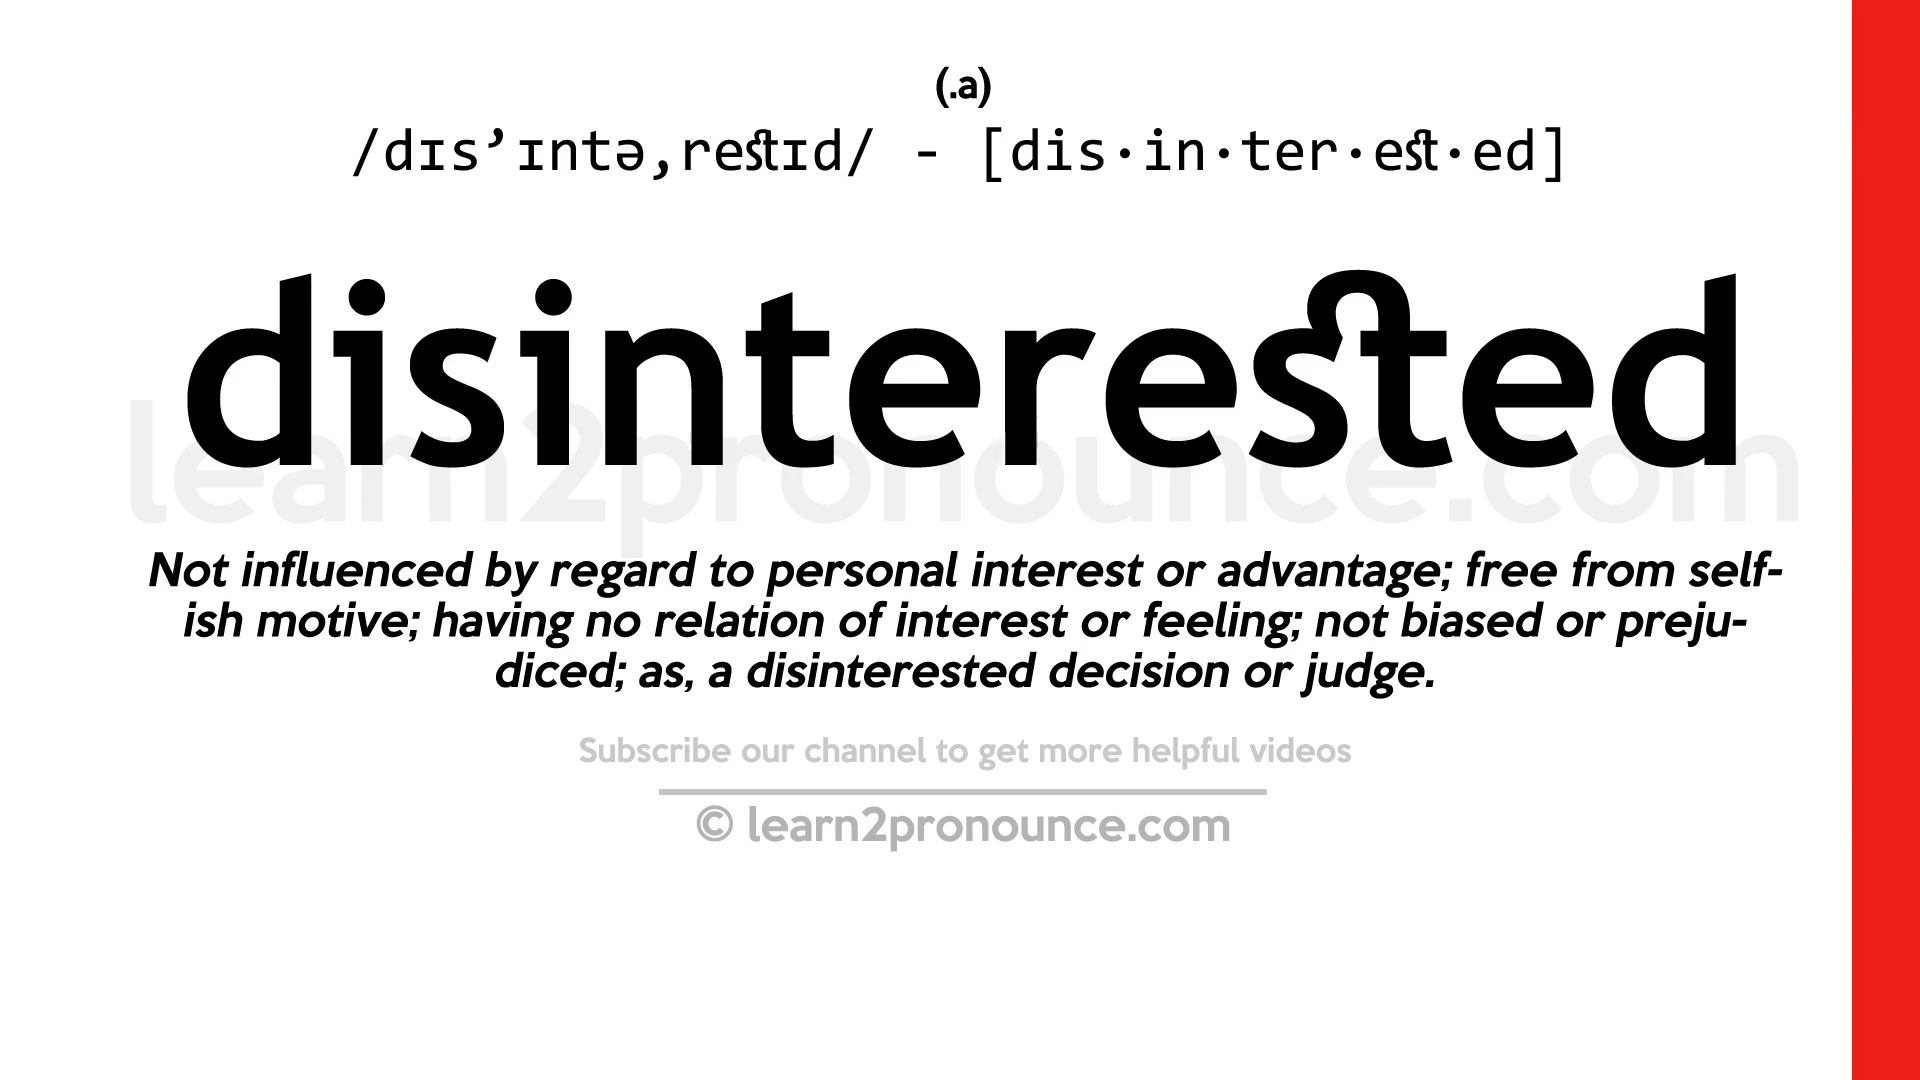 (.a)
/dɪs’ɪntə,restɪd/ - [dis·in·ter·est·ed]
disinterested
learn2pronounce.com
Not influenced by regard to personal interest or advantage; free from self-
ish motive; having no relation of interest or feeling; not biased or preju-
diced; as, a disinterested decision or judge.
Subscribe our channel to get more helpful videos
© learn2pronounce.com